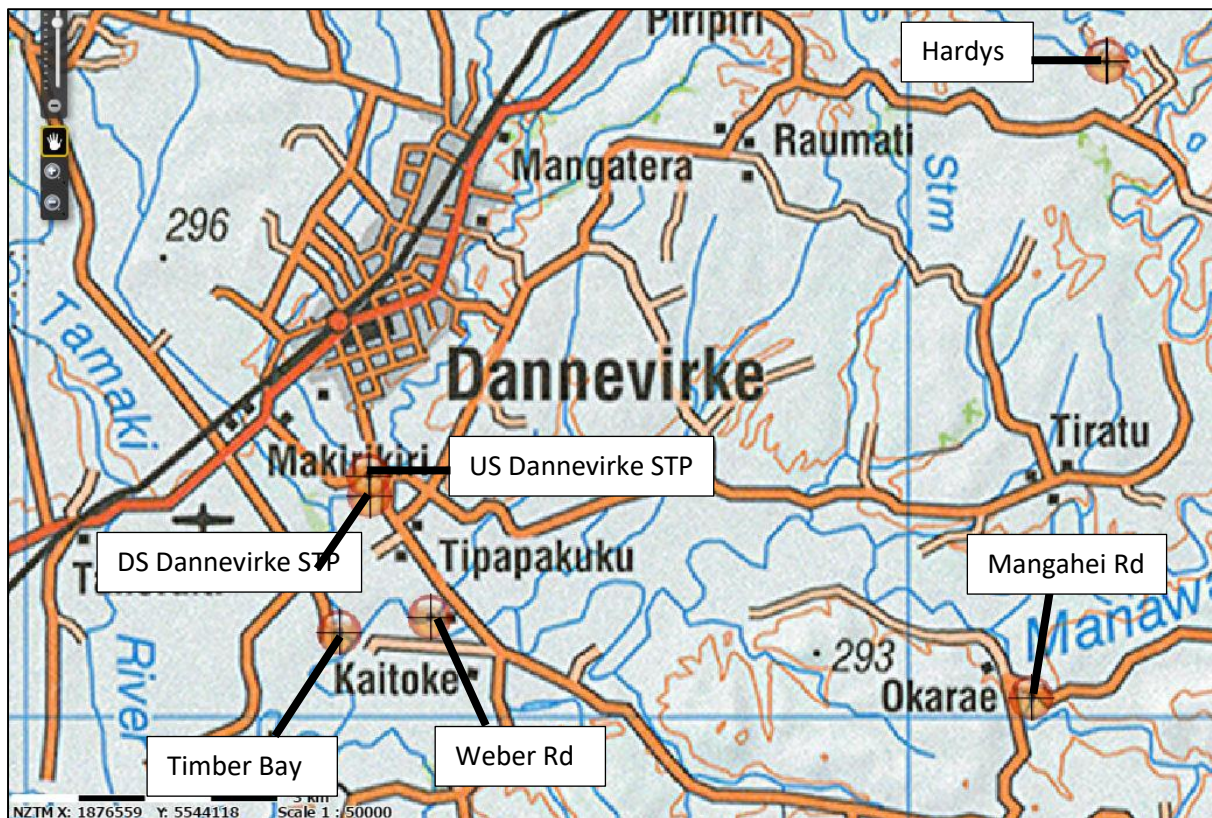 Piripiri
Hardys
Mangatera
Raumati
Stm
296
Tamaki
Dannevirke
Tiratu
Makirikiri
US Dannevirke STP
DS Dannevirke STP
Tipapakuku
Mangahei Rd
River
Kaitoke
293
Okarae
Timber Bay
Weber Rd
NZTM X: 1876559 Y: 5544118 Scale 1 : 50000